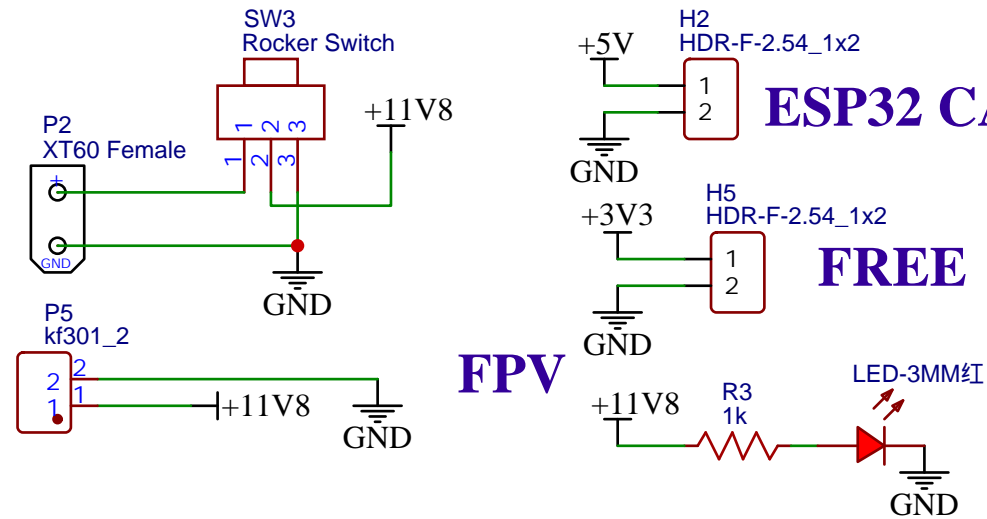 SW3
Rocker Switch
1
2
3
1
2
3
+11V8
P2
XT60 Female
+
GND
GND
P5
kf301_2
2
2
1
1
+11V8
GND
FPV
H2
HDR-F-2.54_1x2
+5V
1
2
GND
ESP32 CA
H5
HDR-F-2.54_1x2
+3V3
1
2
GND
FREE
LED-3MM红
R3
1k
+11V8
GND